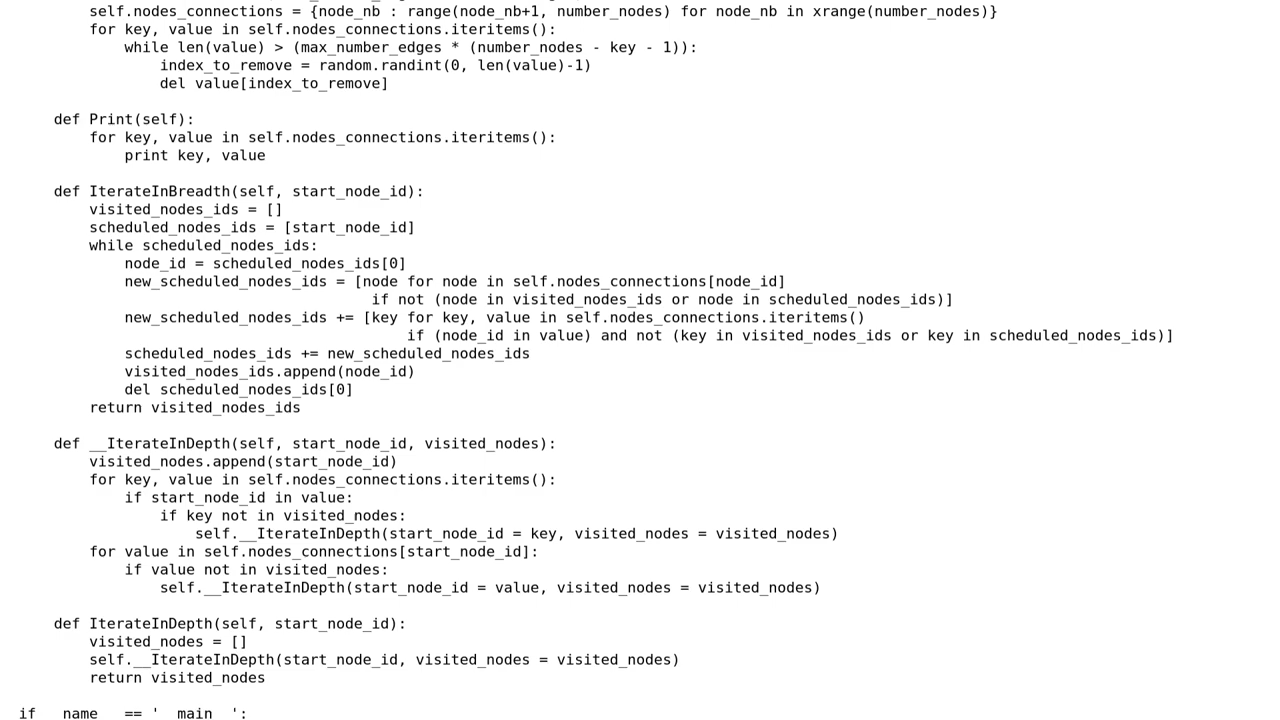 self.nodes_connections = {node_nb : range(node_nb+1, number_nodes) for node_nb in xrange(number_nodes)}
for key, value in self.nodes_connections.iteritems():
while len(value) > (max_number_edges * (number_nodes - key - 1)):
index_to_remove = random.randint(0, len(value)-1)
del value[index_to_remove]
def Print(self):
for key, value in self.nodes_connections.iteritems():
print key, value
def IterateInBreadth(self, start_node_id):
visited_nodes_ids = []
scheduled_nodes_ids = [start_node_id]
while scheduled_nodes_ids:
node_id = scheduled_nodes_ids[0]
new_scheduled_nodes_ids = [node for node in self.nodes_connections[node_id]
if not (node in visited_nodes_ids or node in scheduled_nodes_ids)]
new_scheduled_nodes_ids += [key for key, value in self.nodes_connections.iteritems()
if (node_id in value) and not (key in visited_nodes_ids or key in scheduled_nodes_ids)]
scheduled_nodes_ids += new_scheduled_nodes_ids
visited_nodes_ids.append(node_id)
del scheduled_nodes_ids[0]
return visited_nodes_ids
def __IterateInDepth(self, start_node_id, visited_nodes):
visited_nodes.append(start_node_id)
for key, value in self.nodes_connections.iteritems():
if start_node_id in value:
if key not in visited_nodes:
self.__IterateInDepth(start_node_id = key, visited_nodes = visited_nodes)
for value in self.nodes_connections[start_node_id]:
if value not in visited_nodes:
self.__IterateInDepth(start_node_id = value, visited_nodes = visited_nodes)
def IterateInDepth(self, start_node_id):
visited_nodes = []
self.__IterateInDepth(start_node_id, visited_nodes = visited_nodes)
return visited_nodes
if __name__ == '__main__':